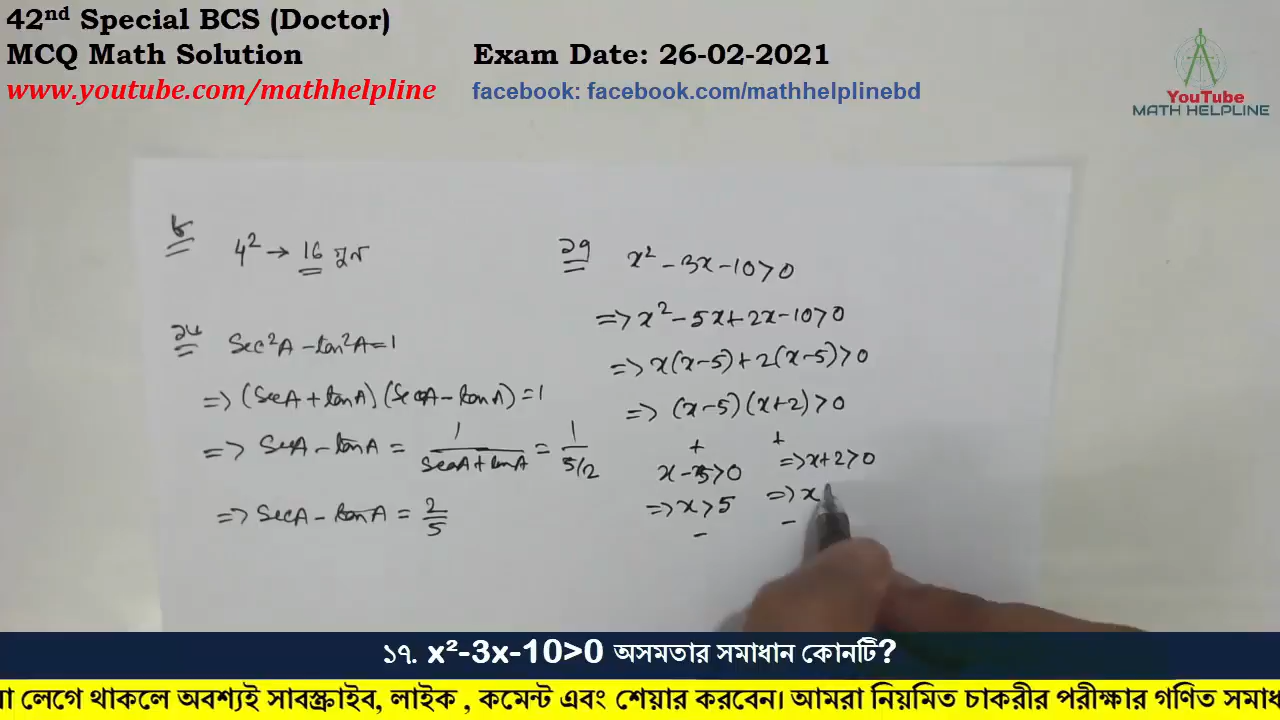 42nd Special BCS (Doctor)
MCQ Math Solution
Exam Date: 26-02-2021
www.youtube.com/mathhelpline
facebook: facebook.com/mathhelplinebd
YouTube
MATH HELPLINE
৮
4² → 16 গুন
Sec²A - tan²A = 1
=> (SecA + tanA) (SecA - tanA) = 1
=> SecA - tanA = 1/(SecA + tanA) = 1/(5/2)
=> SecA - tanA = 2/5
১৭
x² - 3x - 10 > 0
=> x² - 5x + 2x - 10 > 0
=> x(x-5) + 2(x-5) > 0
=> (x-5) (x+2) > 0
+ +
x - 5 > 0 => x + 2 > 0
=> x > 5 => x
- -
১৭. x²-3x-10>0 অসমতার সমাধান কোনটি?
লেগে থাকলে অবশ্যই সাবস্ক্রাইব, লাইক , কমেন্ট এবং শেয়ার করবেন। আমরা নিয়মিত চাকরীর পরীক্ষার গণিত